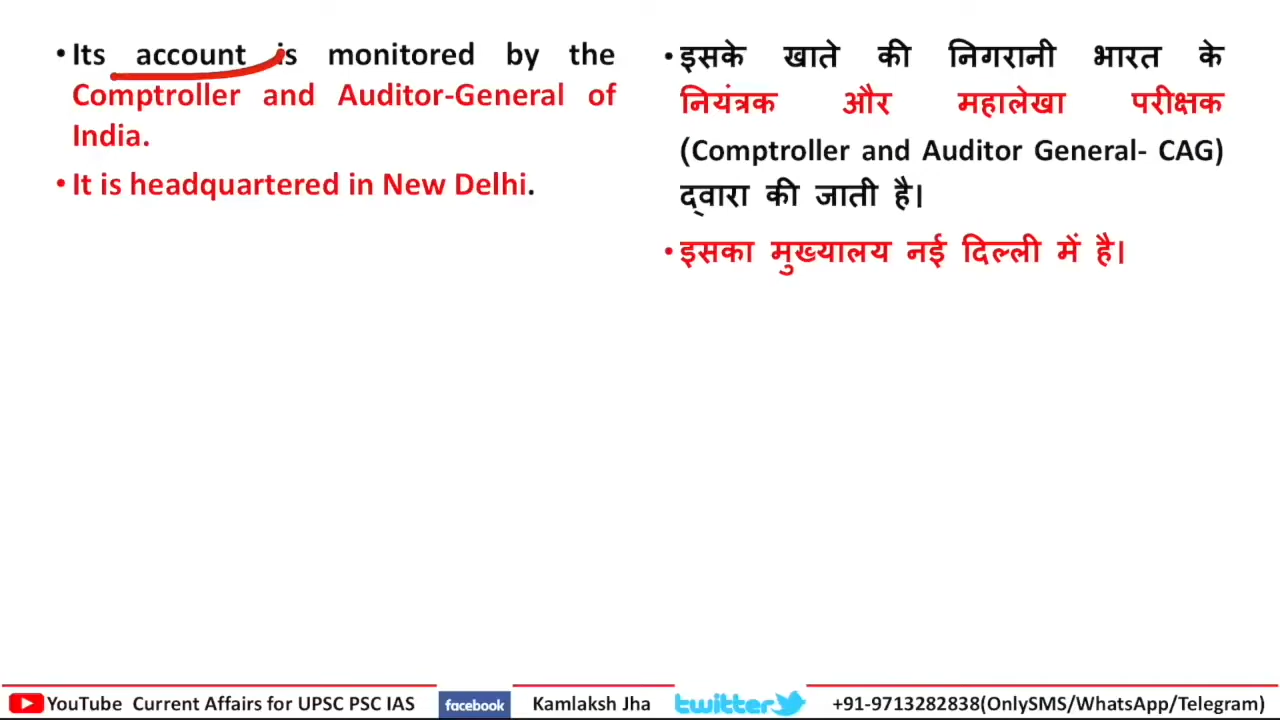 • Its account is monitored by the
Comptroller and Auditor-General of
India.
• It is headquartered in New Delhi.
• इसके खाते की निगरानी भारत के
नियंत्रक और महालेखा परीक्षक
(Comptroller and Auditor General- CAG)
द्वारा की जाती है।
• इसका मुख्यालय नई दिल्ली में है।
YouTube Current Affairs for UPSC PSC IAS facebook Kamlaksh Jha twitter +91-9713282838(OnlySMS/WhatsApp/Telegram)